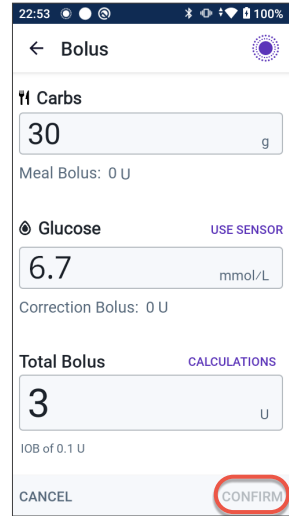 22:53 100%
Bolus
Carbs
30 g
Meal Bolus: 0 U
Glucose USE SENSOR
6.7 mmol/L
Correction Bolus: 0 U
Total Bolus CALCULATIONS
3 U
IOB of 0.1 U
CANCEL CONFIRM